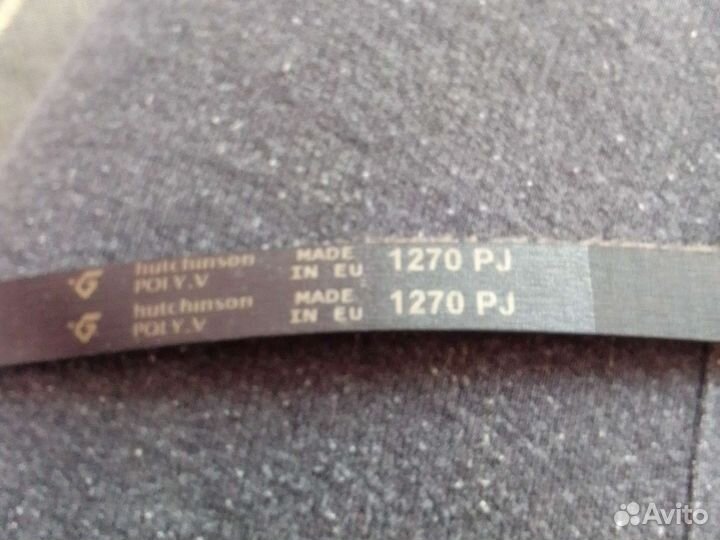 hutchinson MADE 1270 PJ
POLY.V IN EU
hutchinson MADE 1270 PJ
POLY.V IN EU
Avito